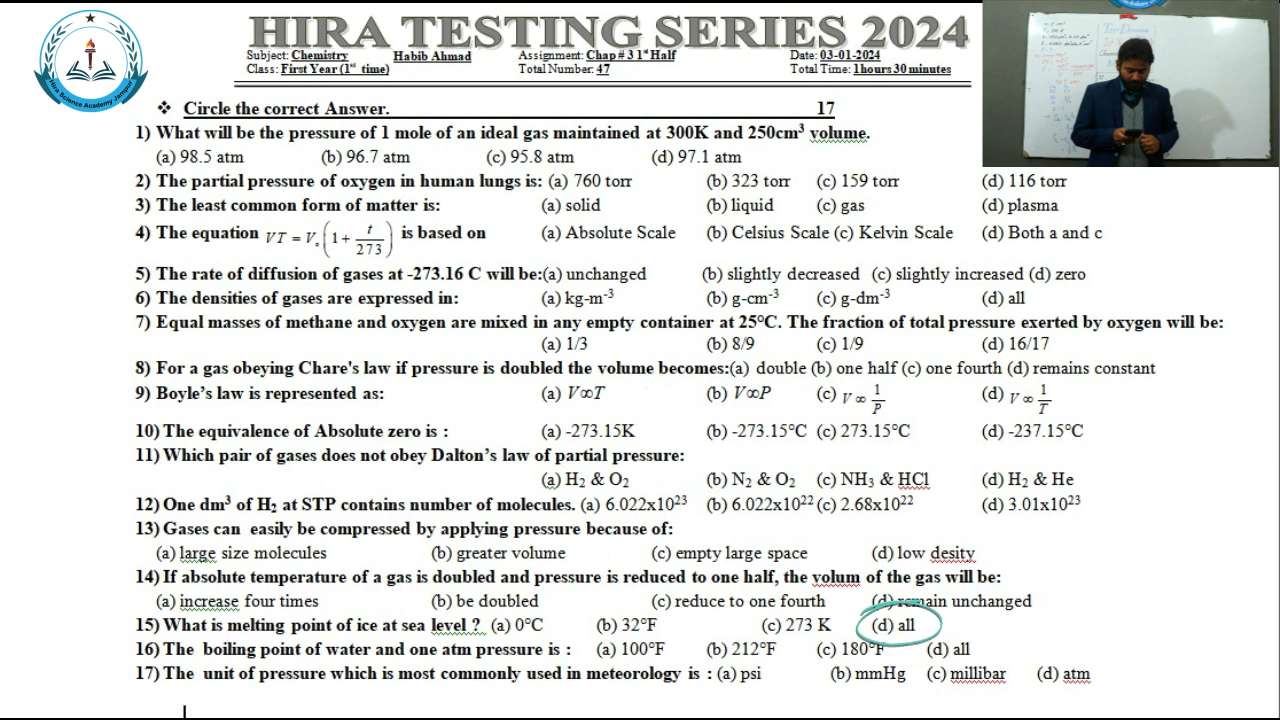 HIRA TESTING SERIES 2024
Hira Science Academy Jampur
Subject: Chemistry Habib Ahmad Assignment: Chap # 3 1st Half Date: 03-01-2024
Class: First Year (1st time) Total Number: 47 Total Time: 1hours 30 minutes
❖ Circle the correct Answer. 17
1) What will be the pressure of 1 mole of an ideal gas maintained at 300K and 250cm³ volume.
(a) 98.5 atm (b) 96.7 atm (c) 95.8 atm (d) 97.1 atm
2) The partial pressure of oxygen in human lungs is: (a) 760 torr (b) 323 torr (c) 159 torr (d) 116 torr
3) The least common form of matter is: (a) solid (b) liquid (c) gas (d) plasma
4) The equation VT = V₀(1 + t/273) is based on (a) Absolute Scale (b) Celsius Scale (c) Kelvin Scale (d) Both a and c
5) The rate of diffusion of gases at -273.16 C will be:(a) unchanged (b) slightly decreased (c) slightly increased (d) zero
6) The densities of gases are expressed in: (a) kg-m⁻³ (b) g-cm⁻³ (c) g-dm⁻³ (d) all
7) Equal masses of methane and oxygen are mixed in any empty container at 25°C. The fraction of total pressure exerted by oxygen will be:
(a) 1/3 (b) 8/9 (c) 1/9 (d) 16/17
8) For a gas obeying Chare's law if pressure is doubled the volume becomes:(a) double (b) one half (c) one fourth (d) remains constant
9) Boyle's law is represented as: (a) V∞T (b) V∞P (c) V ∞ 1/P (d) V ∞ 1/T
10) The equivalence of Absolute zero is : (a) -273.15K (b) -273.15°C (c) 273.15°C (d) -237.15°C
11) Which pair of gases does not obey Dalton's law of partial pressure:
(a) H₂ & O₂ (b) N₂ & O₂ (c) NH₃ & HCl (d) H₂ & He
12) One dm³ of H₂ at STP contains number of molecules. (a) 6.022x10²³ (b) 6.022x10²² (c) 2.68x10²² (d) 3.01x10²³
13) Gases can easily be compressed by applying pressure because of:
(a) large size molecules (b) greater volume (c) empty large space (d) low desity
14) If absolute temperature of a gas is doubled and pressure is reduced to one half, the volum of the gas will be:
(a) increase four times (b) be doubled (c) reduce to one fourth (d) remain unchanged
15) What is melting point of ice at sea level ? (a) 0°C (b) 32°F (c) 273 K (d) all
16) The boiling point of water and one atm pressure is : (a) 100°F (b) 212°F (c) 180°F (d) all
17) The unit of pressure which is most commonly used in meteorology is : (a) psi (b) mmHg (c) millibar (d) atm